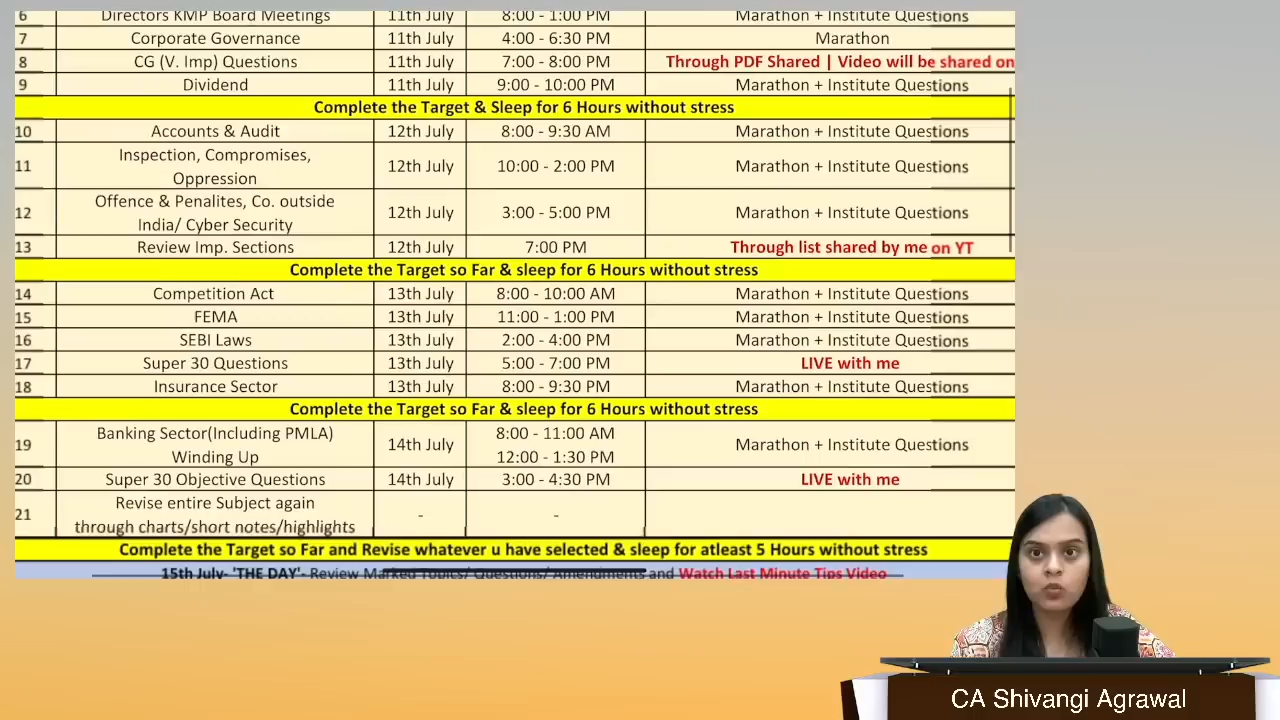 6 Directors KMP Board Meetings 11th July 8:00 - 1:00 PM Marathon + Institute Questions
7 Corporate Governance 11th July 4:00 - 6:30 PM Marathon
8 CG (V. Imp) Questions 11th July 7:00 - 8:00 PM Through PDF Shared | Video will be shared on
9 Dividend 11th July 9:00 - 10:00 PM Marathon + Institute Questions
Complete the Target & Sleep for 6 Hours without stress
10 Accounts & Audit 12th July 8:00 - 9:30 AM Marathon + Institute Questions
11 Inspection, Compromises,
Oppression 12th July 10:00 - 2:00 PM Marathon + Institute Questions
12 Offence & Penalites, Co. outside
India/ Cyber Security 12th July 3:00 - 5:00 PM Marathon + Institute Questions
13 Review Imp. Sections 12th July 7:00 PM Through list shared by me on YT
Complete the Target so Far & sleep for 6 Hours without stress
14 Competition Act 13th July 8:00 - 10:00 AM Marathon + Institute Questions
15 FEMA 13th July 11:00 - 1:00 PM Marathon + Institute Questions
16 SEBI Laws 13th July 2:00 - 4:00 PM Marathon + Institute Questions
17 Super 30 Questions 13th July 5:00 - 7:00 PM LIVE with me
18 Insurance Sector 13th July 8:00 - 9:30 PM Marathon + Institute Questions
Complete the Target so Far & sleep for 6 Hours without stress
19 Banking Sector(Including PMLA) 14th July 8:00 - 11:00 AM Marathon + Institute Questions
Winding Up 12:00 - 1:30 PM
20 Super 30 Objective Questions 14th July 3:00 - 4:30 PM LIVE with me
21 Revise entire Subject again - -
through charts/short notes/highlights
Complete the Target so Far and Revise whatever u have selected & sleep for atleast 5 Hours without stress
15th July- 'THE DAY'- Review Marked Topics/ Questions/ Amendments and Watch Last Minute Tips Video
CA Shivangi Agrawal